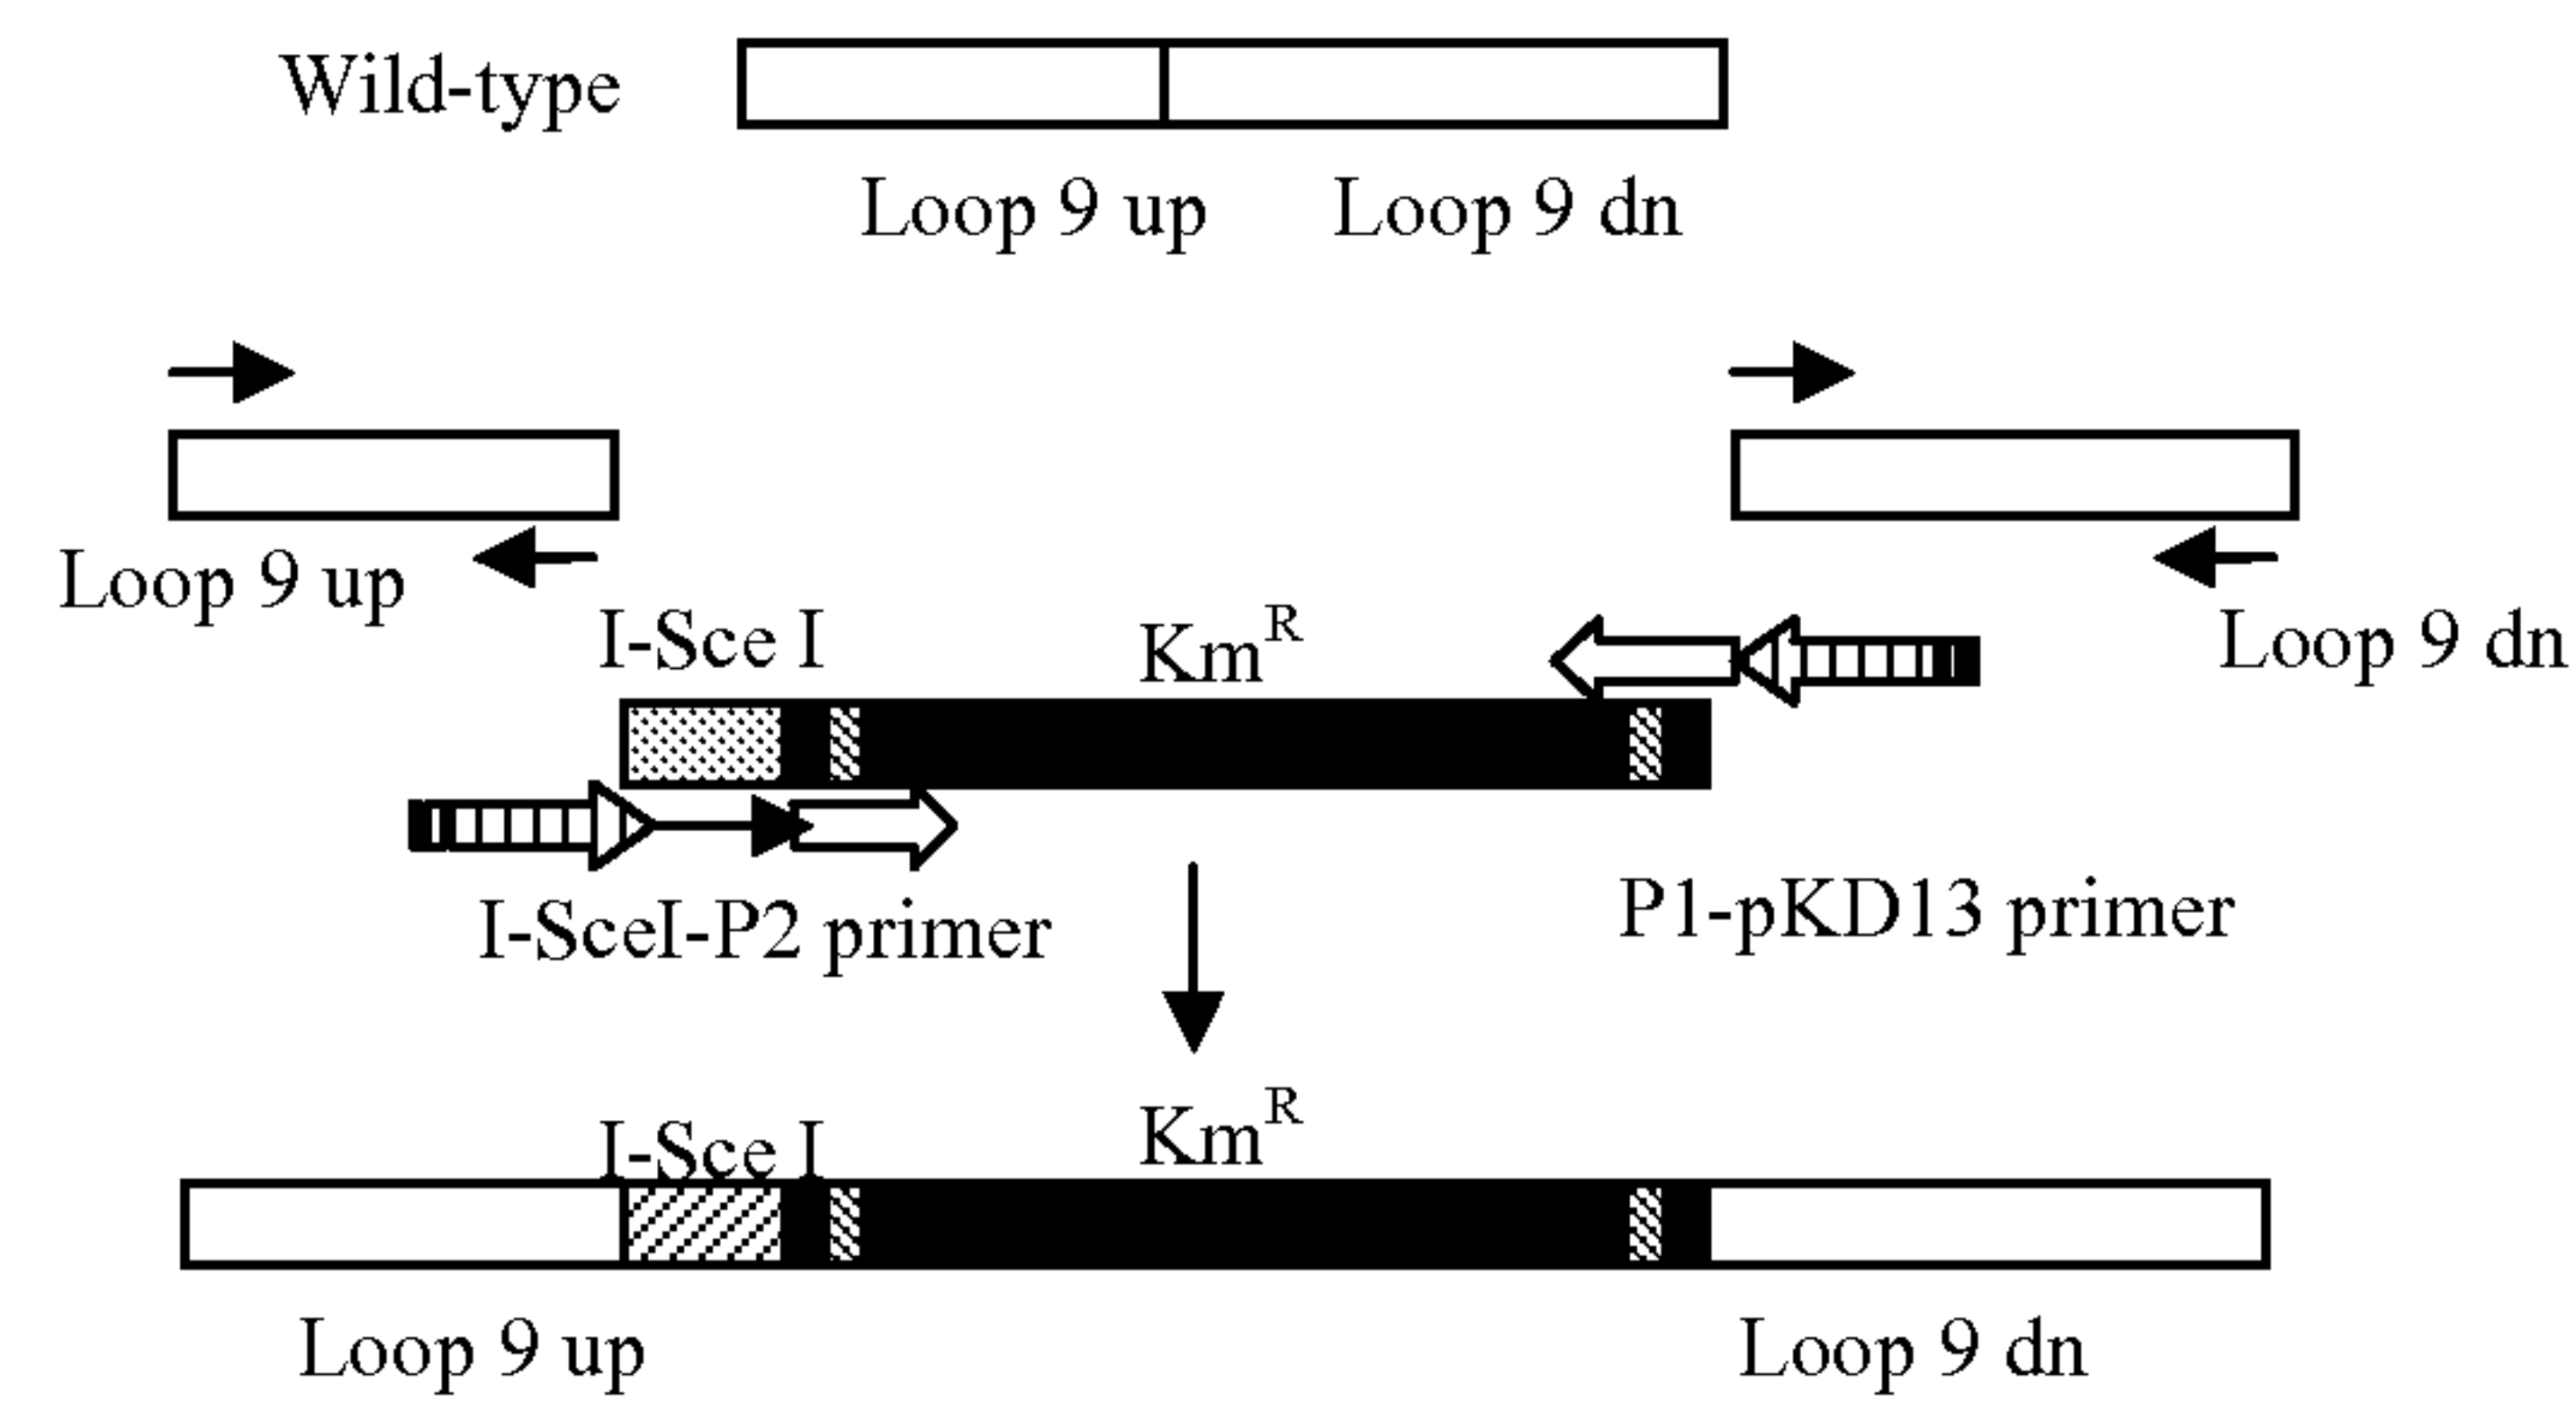 Wild-type
Loop 9 up Loop 9 dn
Loop 9 up
I-Sce I Km^R Loop 9 dn
I-SceI-P2 primer P1-pKD13 primer
I-Sce I Km^R
Loop 9 up Loop 9 dn